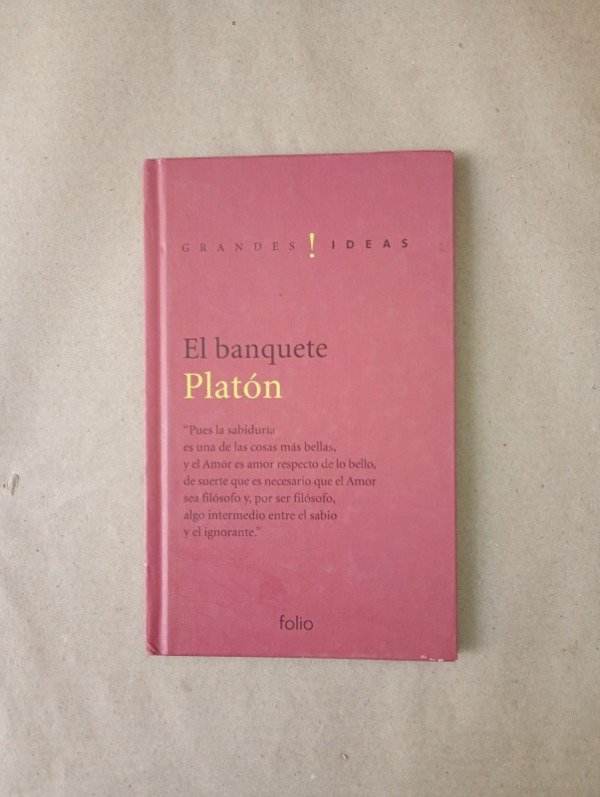 GRANDES ! IDEAS
El banquete
Platón
“Pues la sabiduría
es una de las cosas más bellas,
y el Amor es amor respecto de lo bello,
de suerte que es necesario que el Amor
sea filósofo y, por ser filósofo,
algo intermedio entre el sabio
y el ignorante.”
folio